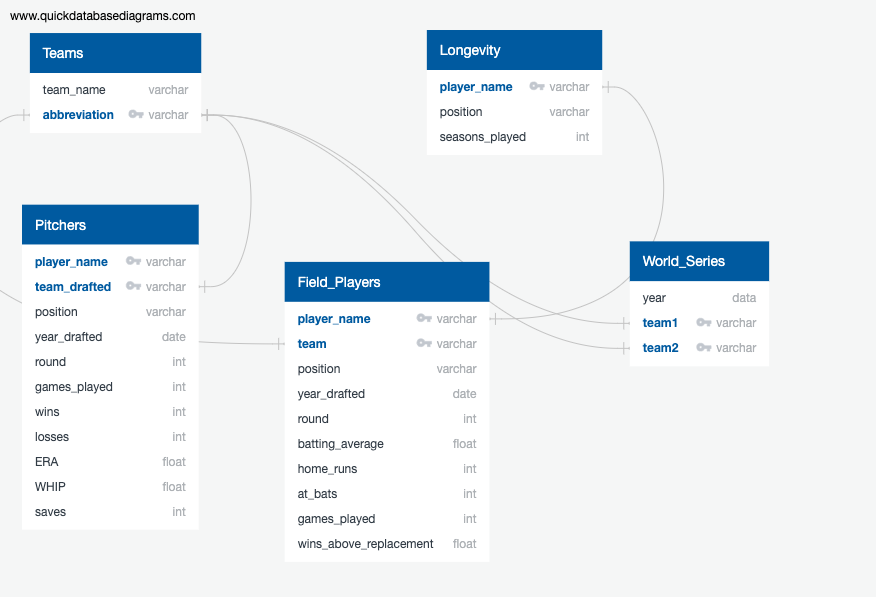 www.quickdatabasediagrams.com
Teams
team_name varchar
abbreviation varchar
Longevity
player_name varchar
position varchar
seasons_played int
Pitchers
player_name varchar
team_drafted varchar
position varchar
year_drafted date
round int
games_played int
wins int
losses int
ERA float
WHIP float
saves int
Field_Players
player_name varchar
team varchar
position varchar
year_drafted date
round int
batting_average float
home_runs int
at_bats int
games_played int
wins_above_replacement float
World_Series
year data
team1 varchar
team2 varchar